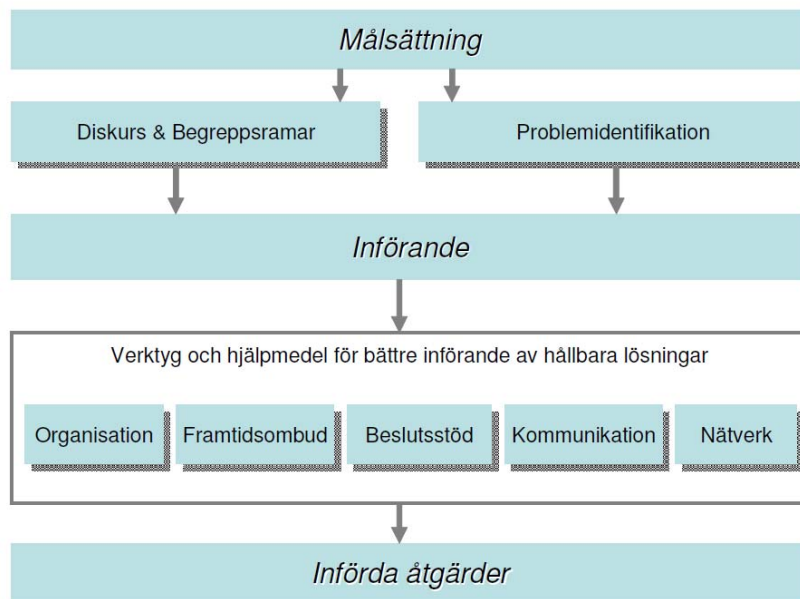 Målsättning
Diskurs & Begreppsramar
Problemidentifikation
Införande
Verktyg och hjälpmedel för bättre införande av hållbara lösningar
Organisation
Framtidsombud
Beslutsstöd
Kommunikation
Nätverk
Införda åtgärder